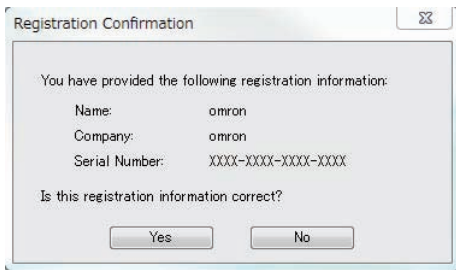 Registration Confirmation
You have provided the following registration information:
Name: omron
Company: omron
Serial Number: XXXX-XXXX-XXXX-XXXX
Is this registration information correct?
Yes No